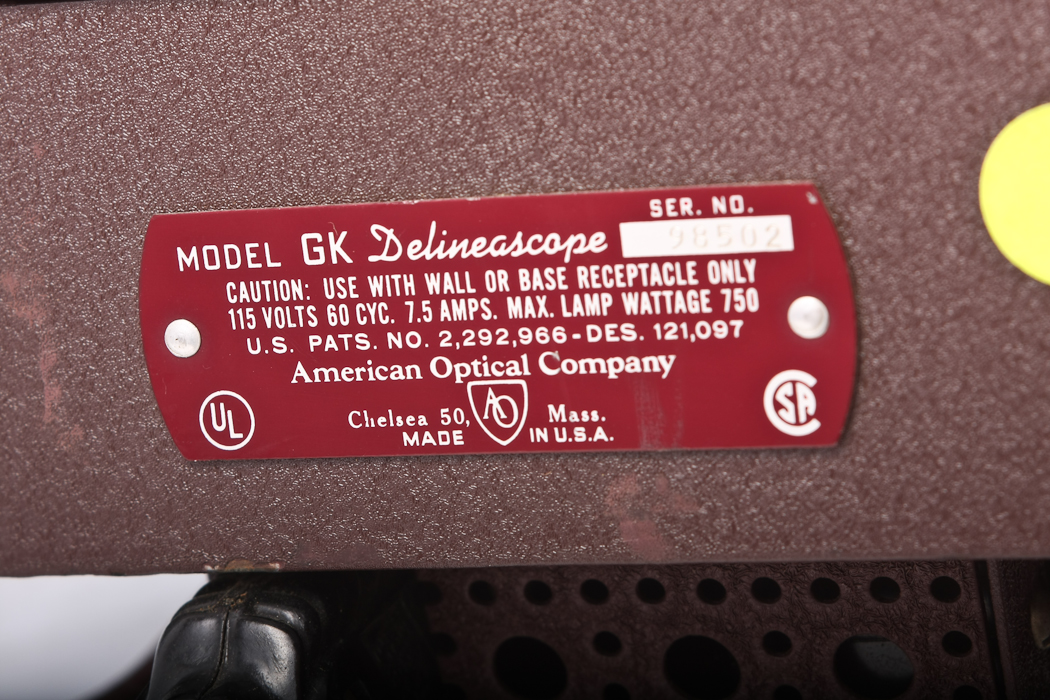 SER. NO.
MODEL GK Delineascope 98502
CAUTION: USE WITH WALL OR BASE RECEPTACLE ONLY
115 VOLTS 60 CYC. 7.5 AMPS. MAX. LAMP WATTAGE 750
U.S. PATS. NO. 2,292,966-DES. 121,097
American Optical Company
UL Chelsea 50, AO Mass. CSA
MADE IN U.S.A.